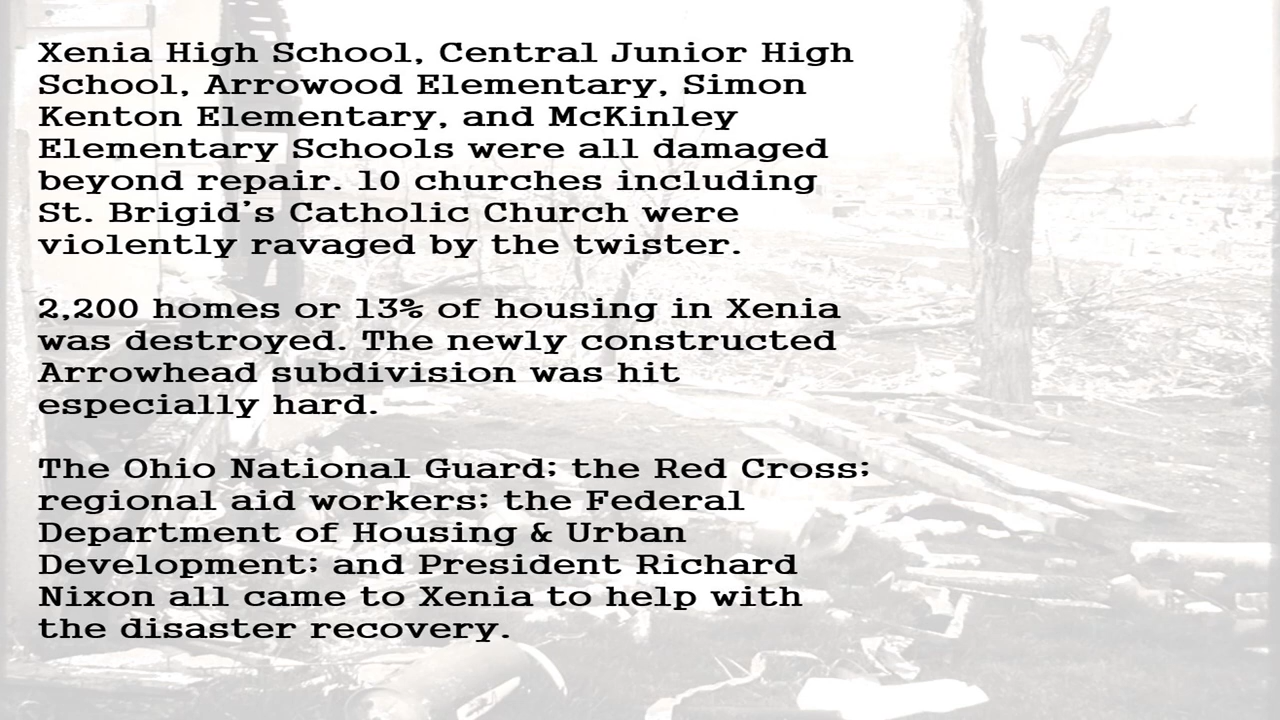 Xenia High School, Central Junior High
School, Arrowood Elementary, Simon
Kenton Elementary, and McKinley
Elementary Schools were all damaged
beyond repair. 10 churches including
St. Brigid's Catholic Church were
violently ravaged by the twister.
2,200 homes or 13% of housing in Xenia
was destroyed. The newly constructed
Arrowhead subdivision was hit
especially hard.
The Ohio National Guard; the Red Cross;
regional aid workers; the Federal
Department of Housing & Urban
Development; and President Richard
Nixon all came to Xenia to help with
the disaster recovery.